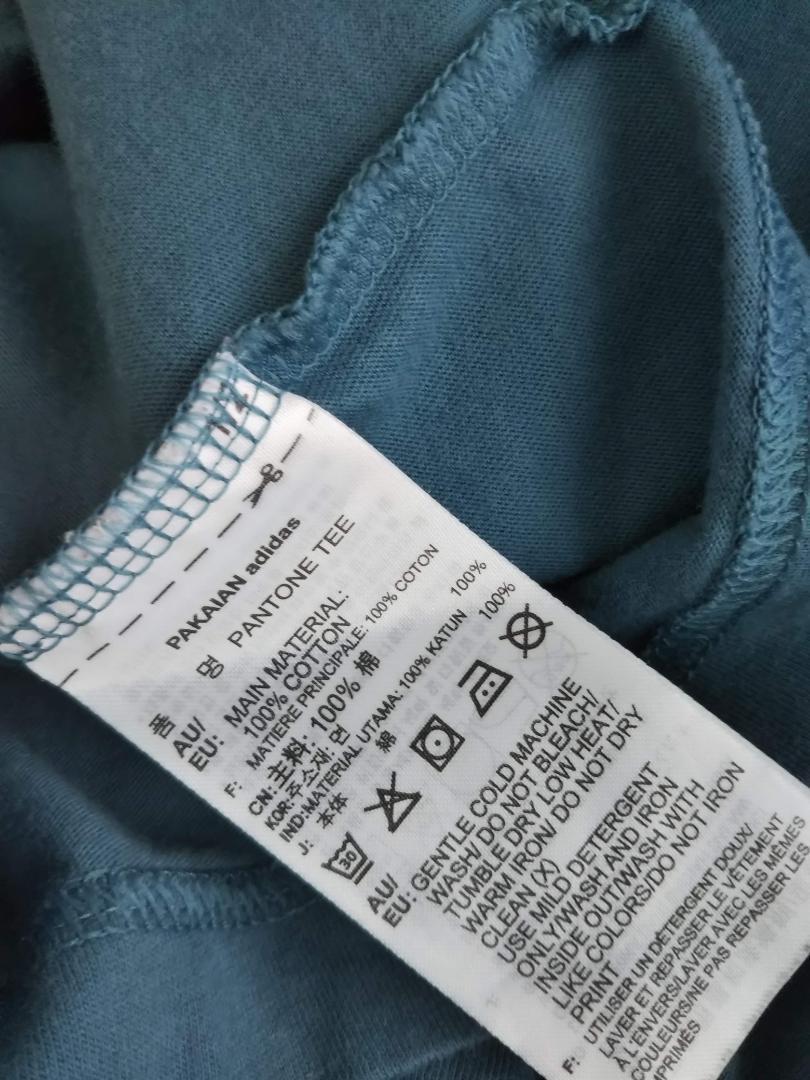 PAKAIAN adidas
품 명 PANTONE TEE
AU/ MAIN MATERIAL:
EU: 100% COTTON
F: MATIÈRE PRINCIPALE: 100% COTON
CN: 主料: 100% 棉
KOR: 주소재: 면 100%
IND: MATERIAL UTAMA: 100% KATUN
J: 本体 綿 100%
30
AU/ GENTLE COLD MACHINE
EU: WASH/ DO NOT BLEACH/
TUMBLE DRY LOW HEAT/
WARM IRON/ DO NOT DRY
CLEAN (X)
USE MILD DETERGENT
ONLY/WASH AND IRON
INSIDE OUT/WASH WITH
LIKE COLORS/DO NOT IRON
PRINT
F: UTILISER UN DÉTERGENT DOUX/
LAVER ET REPASSER LE VÊTEMENT
À L'ENVERS/LAVER AVEC LES MÊMES
COULEURS/NE PAS REPASSER LES
IMPRIMÉS